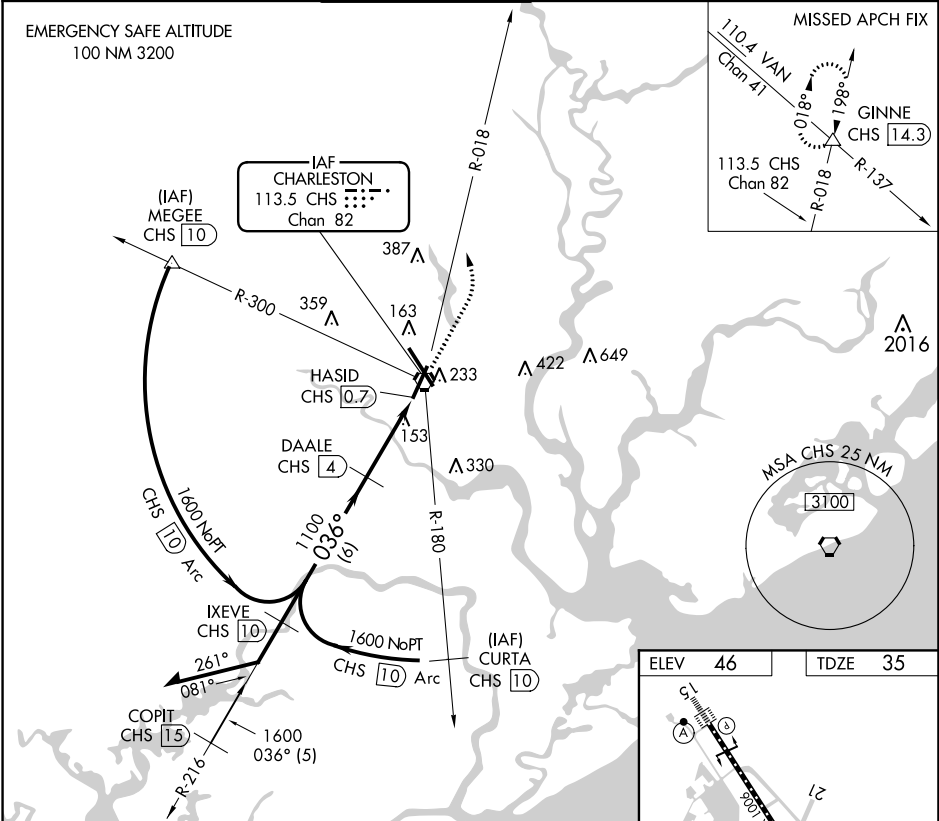 EMERGENCY SAFE ALTITUDE
100 NM 3200
MISSED APCH FIX
110.4 VAN
Chan 41
018°
198°
GINNE
CHS 14.3
113.5 CHS
Chan 82
R-018
R-137
R-018
IAF
CHARLESTON
113.5 CHS
Chan 82
(IAF)
MEGEE
CHS 10
R-300
387
359
163
2016
422
649
233
HASID
CHS 0.7
153
DAALE
CHS 4
330
MSA CHS 25 NM
3100
1600 NoPT
CHS 10 Arc
1100
036°
(6)
R-180
IXEVE
CHS 10
1600 NoPT
CHS 10 Arc
(IAF)
CURTA
CHS 10
261°
081°
COPIT
CHS 15
1600
036° (5)
R-216
ELEV 46
TDZE 35
15
A
P
21